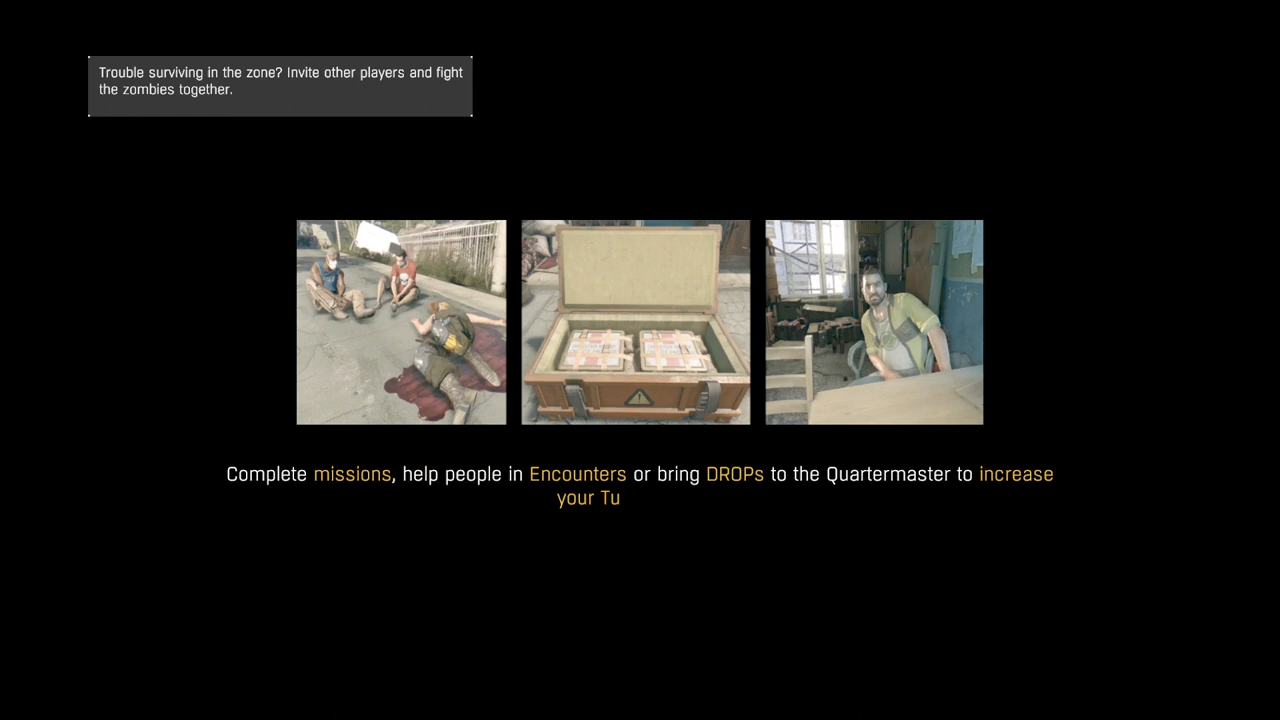 Trouble surviving in the zone? Invite other players and fight
the zombies together.
Complete missions, help people in Encounters or bring DROPs to the Quartermaster to increase
your Tu